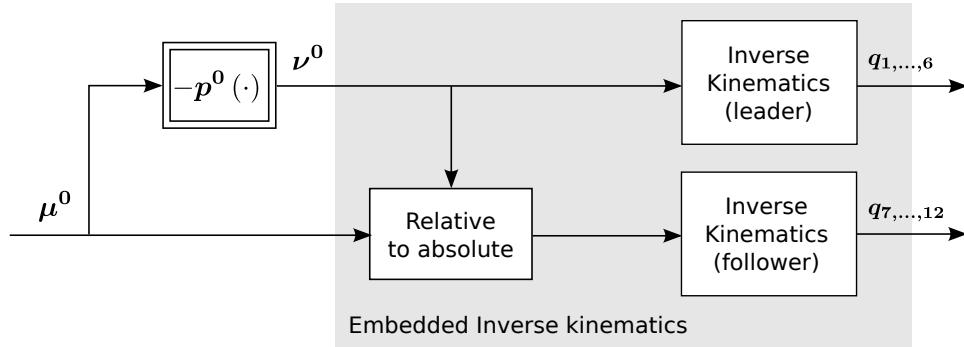 −p⁰ (·)
ν⁰
Inverse
Kinematics
(leader)
q₁,...,₆
μ⁰
Relative
to absolute
Inverse
Kinematics
(follower)
q₇,...,₁₂
Embedded Inverse kinematics